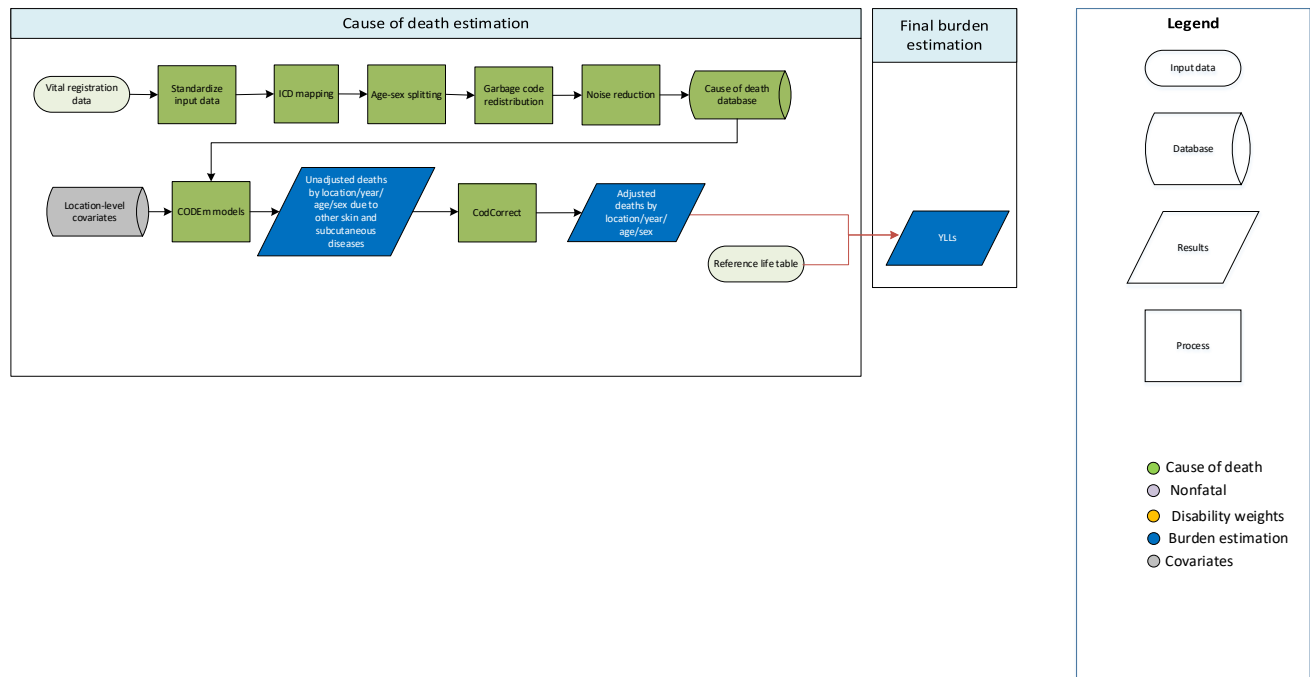 Cause of death estimation
Final burden
estimation
Legend
Vital registration
data
Standardize
input data
ICD mapping
Age-sex splitting
Garbage code
redistribution
Noise reduction
Cause of death
database
Location-level
covariates
CODEm models
Unadjusted deaths
by location/year/
age/sex due to
other skin and
subcutaneous
diseases
CodCorrect
Adjusted
deaths by
location/year/
age/sex
Reference life table
YLLs
Input data
Database
Results
Process
Cause of death
Nonfatal
Disability weights
Burden estimation
Covariates